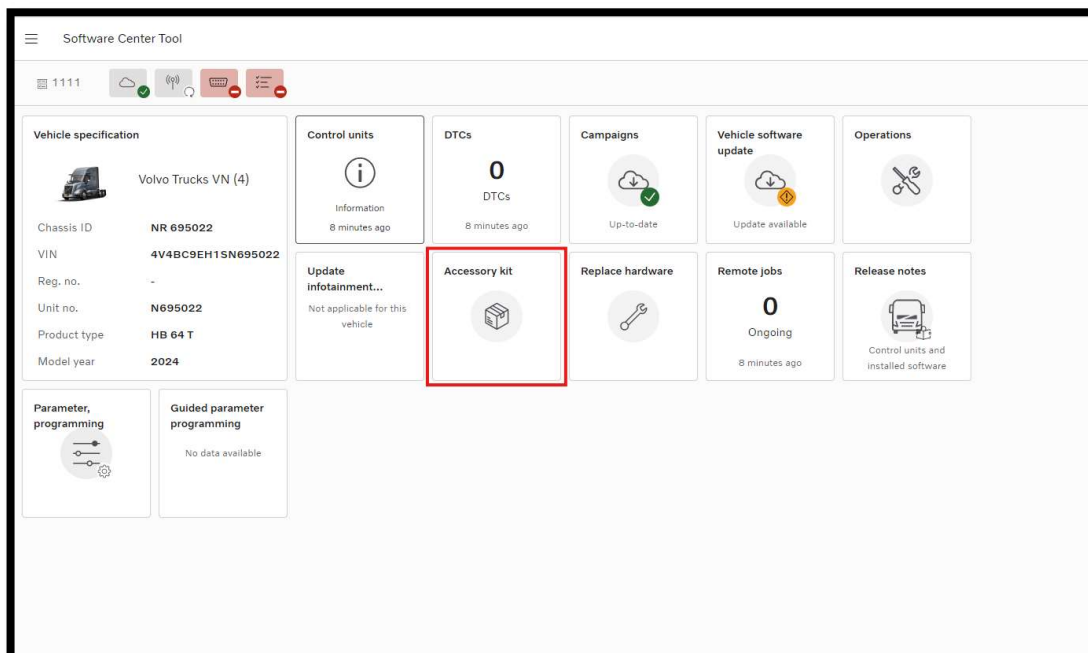 Software Center Tool
1111
Vehicle specification
Volvo Trucks VN (4)
Chassis ID NR 695022
VIN 4V4BC9EH1SN695022
Reg. no. -
Unit no. N695022
Product type HB 64 T
Model year 2024
Control units
Information
8 minutes ago
DTCs
0
DTCs
8 minutes ago
Campaigns
Up-to-date
Vehicle software
update
Update available
Operations
Update
infotainment...
Not applicable for this
vehicle
Accessory kit
Replace hardware
Remote jobs
0
Ongoing
8 minutes ago
Release notes
Control units and
installed software
Parameter,
programming
Guided parameter
programming
No data available